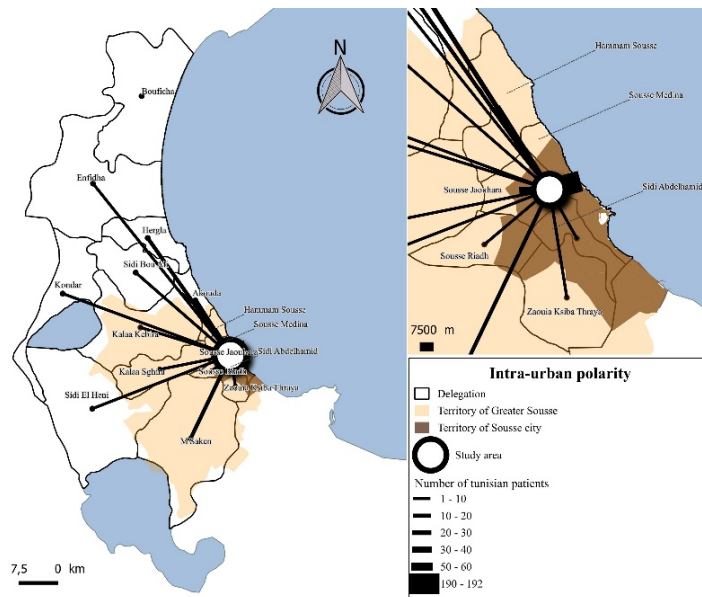 N
Bouficha
Enfidha
Hergla
Sidi Bou Ali
Kondar
Akouda
Hammam Sousse
Sousse Medina
Kalaa Kebira
Sousse Jaouhara
Sidi Abdelhamid
Kalaa Sghira
Sousse Riadh
Zaouia Ksiba Thraya
Sidi El Heni
M'Saken
7,5 0 km
Hammam Sousse
Sousse Medina
Sousse Jaouhara
Sidi Abdelhamid
Sousse Riadh
Zaouia Ksiba Thraya
7500 m
Intra-urban polarity
Delegation
Territory of Greater Sousse
Territory of Sousse city
Study area
Number of tunisian patients
1 - 10
10 - 20
20 - 30
30 - 40
50 - 60
190 - 192